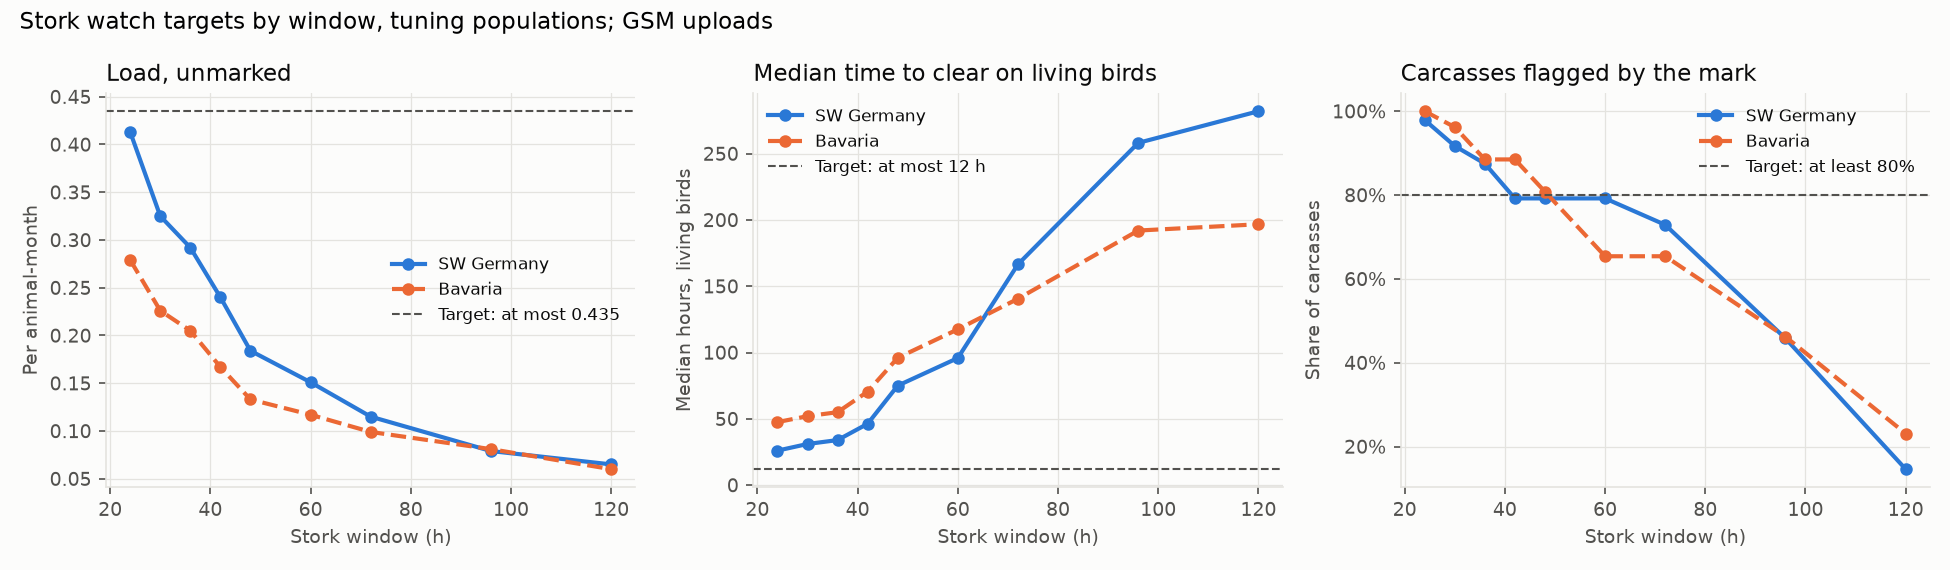 Stork watch targets by window, tuning populations; GSM uploads
Load, unmarked
Per animal-month
0.45
0.40
0.35
0.30
0.25
0.20
0.15
0.10
0.05
SW Germany
Bavaria
Target: at most 0.435
20 40 60 80 100 120
Stork window (h)
Median time to clear on living birds
Median hours, living birds
250
200
150
100
50
0
SW Germany
Bavaria
Target: at most 12 h
20 40 60 80 100 120
Stork window (h)
Carcasses flagged by the mark
Share of carcasses
100%
80%
60%
40%
20%
SW Germany
Bavaria
Target: at least 80%
20 40 60 80 100 120
Stork window (h)